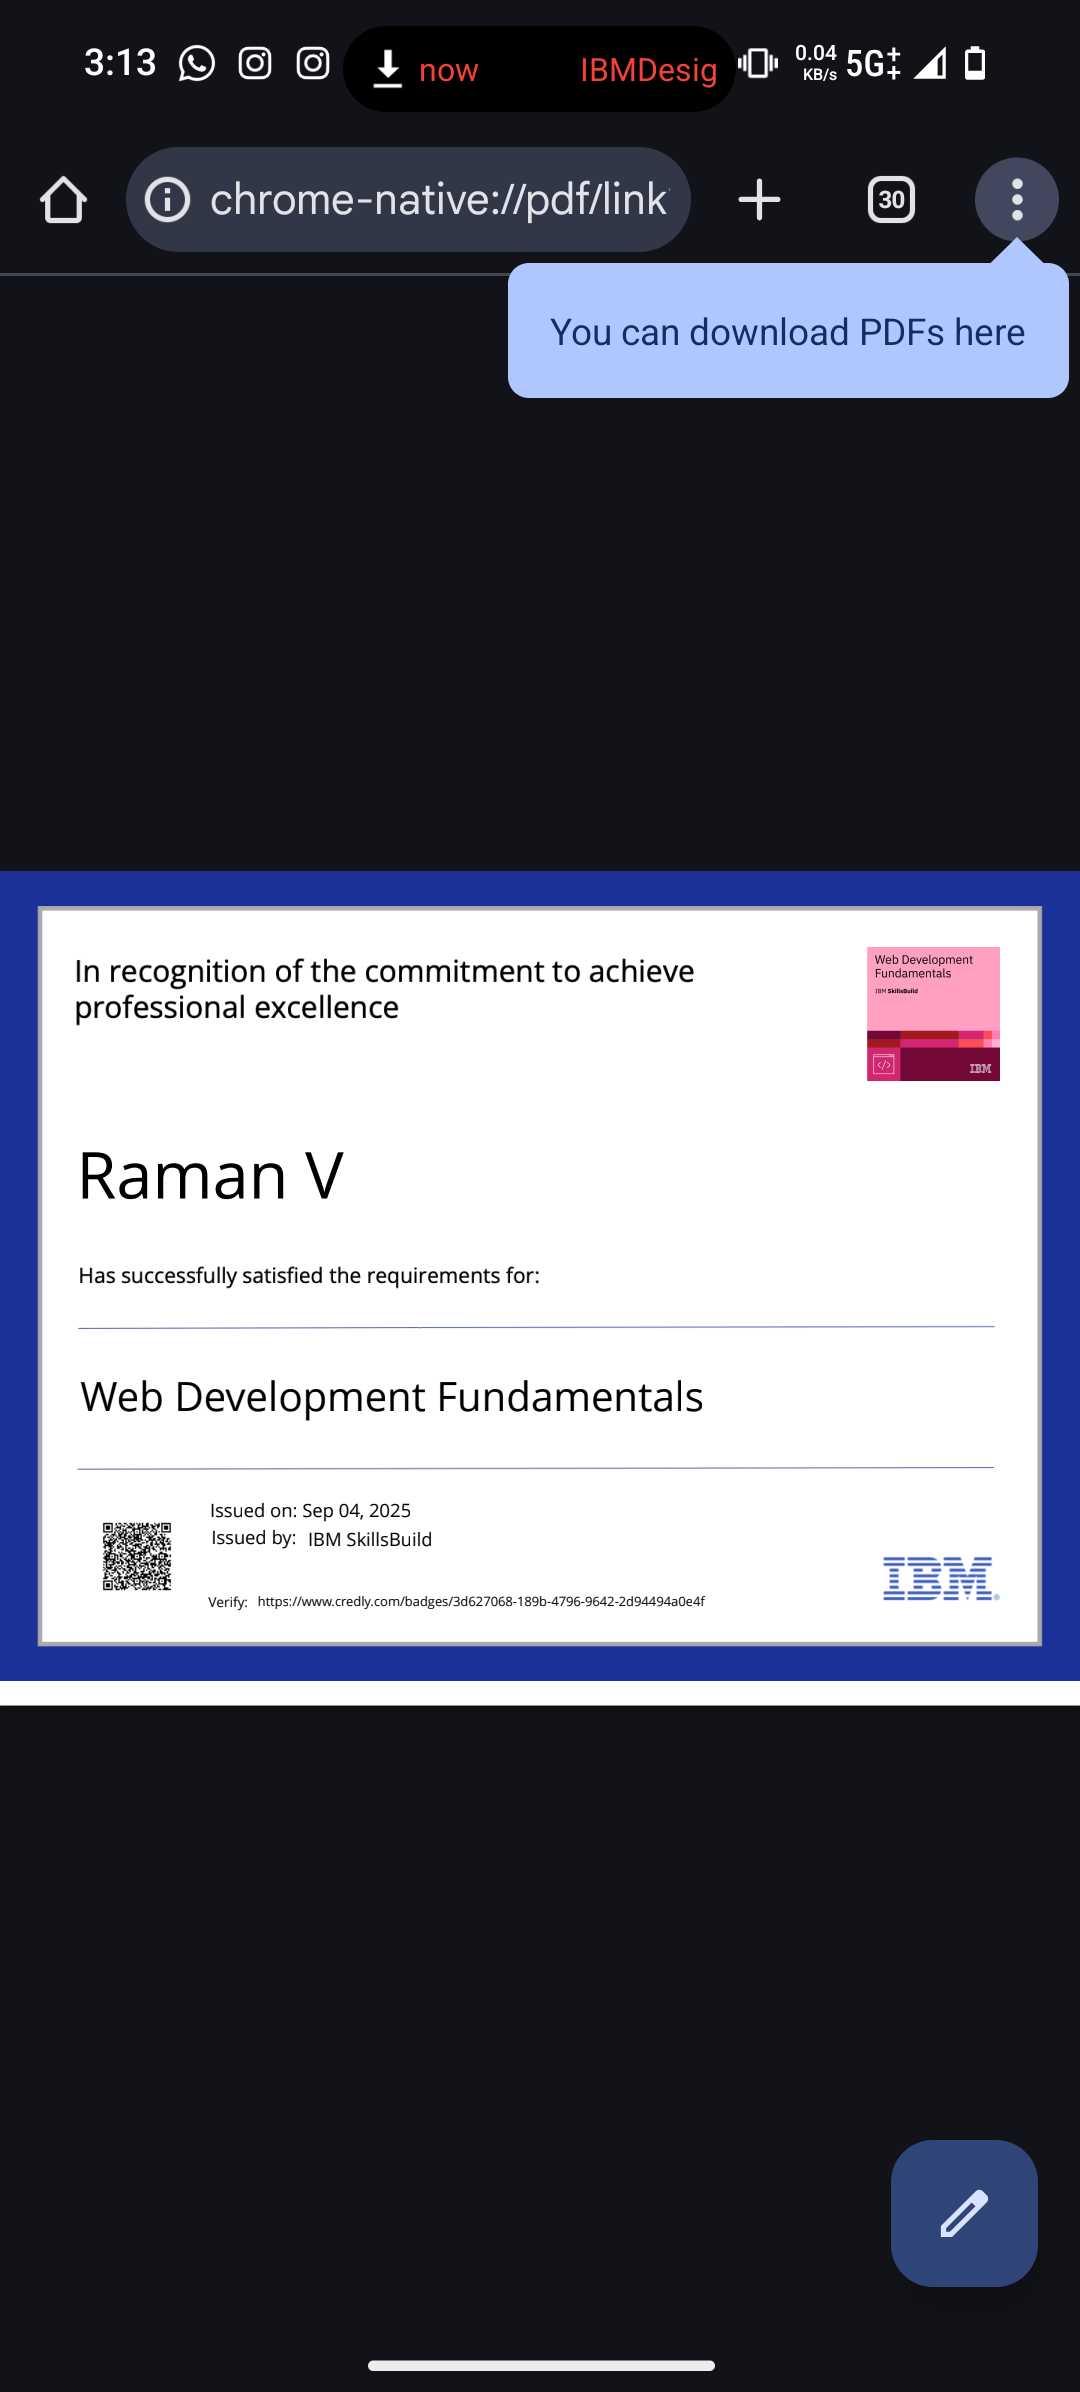 3:13
now IBMDesig
0.04
KB/s
5G
chrome-native://pdf/link
30
You can download PDFs here
In recognition of the commitment to achieve
professional excellence
Web Development
Fundamentals
IBM SkillsBuild
</>
IBM
Raman V
Has successfully satisfied the requirements for:
Web Development Fundamentals
Issued on: Sep 04, 2025
Issued by: IBM SkillsBuild
Verify: https://www.credly.com/badges/3d627068-189b-4796-9642-2d94494a0e4f
IBM®